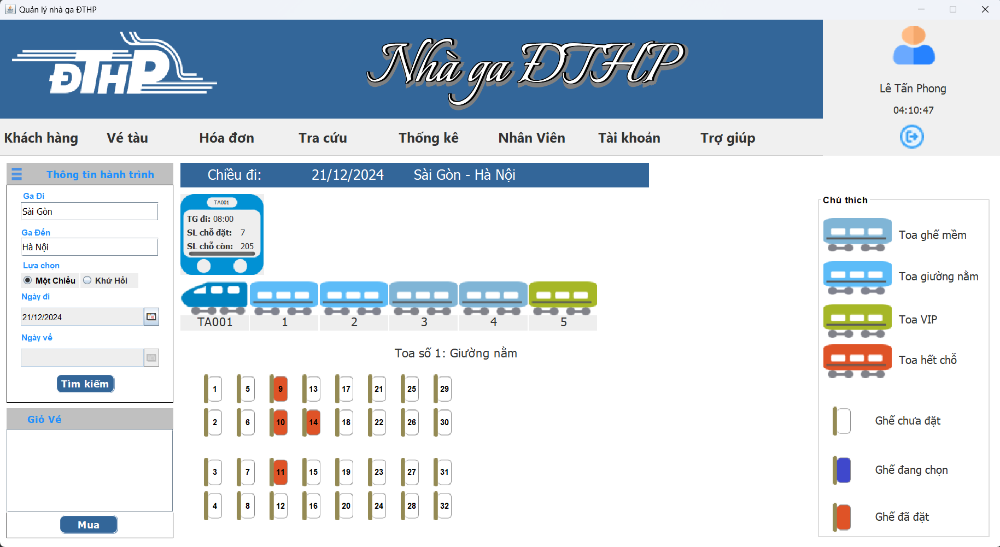 Quản lý nhà ga ĐTHP
ĐTHP
Nhà ga ĐTHP
Lê Tấn Phong
04:10:47
Khách hàng Vé tàu Hóa đơn Tra cứu Thống kê Nhân Viên Tài khoản Trợ giúp
Thông tin hành trình
Ga Đi
Sài Gòn
Ga Đến
Hà Nội
Lựa chọn
Một Chiều Khứ Hồi
Ngày đi
21/12/2024
Ngày về
Tìm kiếm
Giỏ Vé
Mua
Chiều đi: 21/12/2024 Sài Gòn - Hà Nội
TA001
TG đi: 08:00
SL chỗ đặt: 7
SL chỗ còn: 205
TA001 1 2 3 4 5
Toa số 1: Giường nằm
1 5 9 13 17 21 25 29
2 6 10 14 18 22 26 30
3 7 11 15 19 23 27 31
4 8 12 16 20 24 28 32
Chú thích
Toa ghế mềm
Toa giường nằm
Toa VIP
Toa hết chỗ
Ghế chưa đặt
Ghế đang chọn
Ghế đã đặt